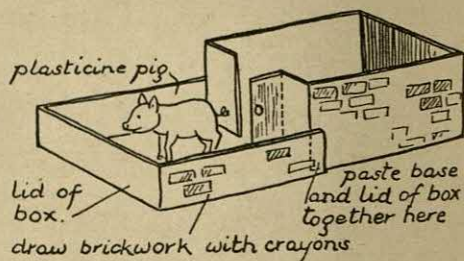 plasticine pig
lid of
box.
paste base
and lid of box
together here
draw brickwork with crayons